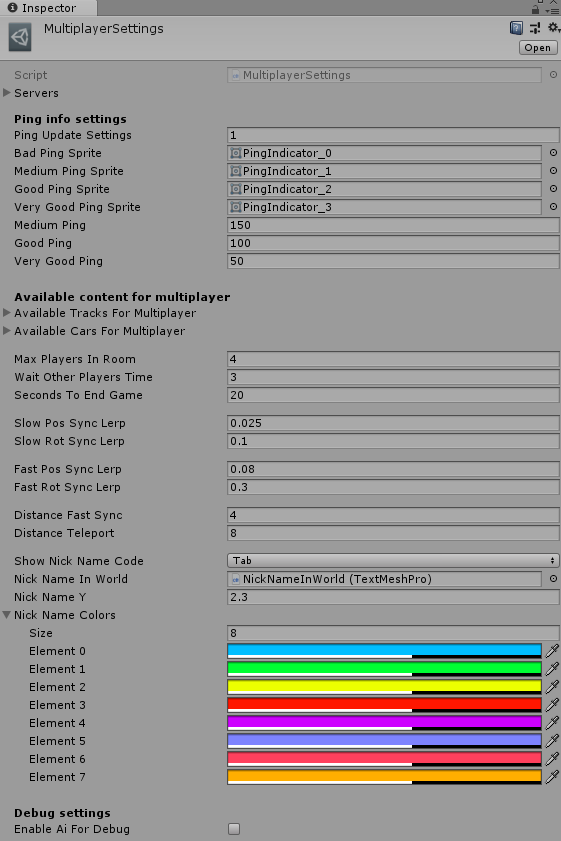 Inspector
MultiplayerSettings
Open
Script MultiplayerSettings
Servers
Ping info settings
Ping Update Settings 1
Bad Ping Sprite PingIndicator_0
Medium Ping Sprite PingIndicator_1
Good Ping Sprite PingIndicator_2
Very Good Ping Sprite PingIndicator_3
Medium Ping 150
Good Ping 100
Very Good Ping 50
Available content for multiplayer
Available Tracks For Multiplayer
Available Cars For Multiplayer
Max Players In Room 4
Wait Other Players Time 3
Seconds To End Game 20
Slow Pos Sync Lerp 0.025
Slow Rot Sync Lerp 0.1
Fast Pos Sync Lerp 0.08
Fast Rot Sync Lerp 0.3
Distance Fast Sync 4
Distance Teleport 8
Show Nick Name Code Tab
Nick Name In World NickNameInWorld (TextMeshPro)
Nick Name Y 2.3
Nick Name Colors
Size 8
Element 0
Element 1
Element 2
Element 3
Element 4
Element 5
Element 6
Element 7
Debug settings
Enable Ai For Debug